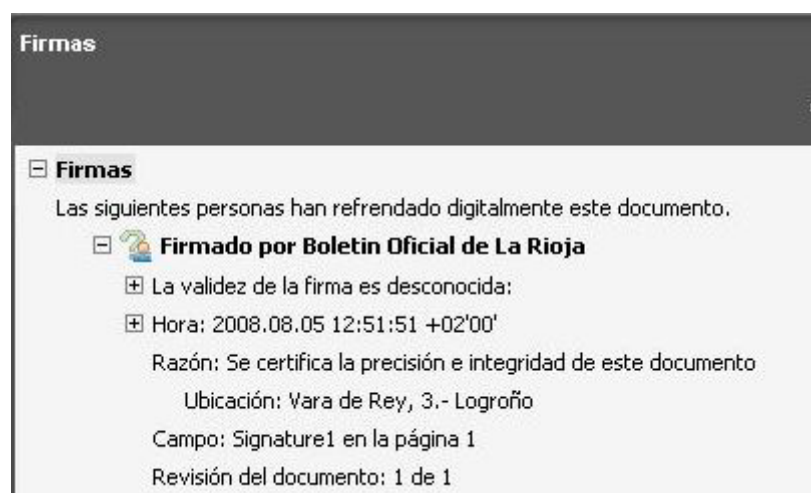 Firmas
Firmas
Las siguientes personas han refrendado digitalmente este documento.
Firmado por Boletin Oficial de La Rioja
La validez de la firma es desconocida:
Hora: 2008.08.05 12:51:51 +02'00'
Razón: Se certifica la precisión e integridad de este documento
Ubicación: Vara de Rey, 3.- Logroño
Campo: Signature1 en la página 1
Revisión del documento: 1 de 1